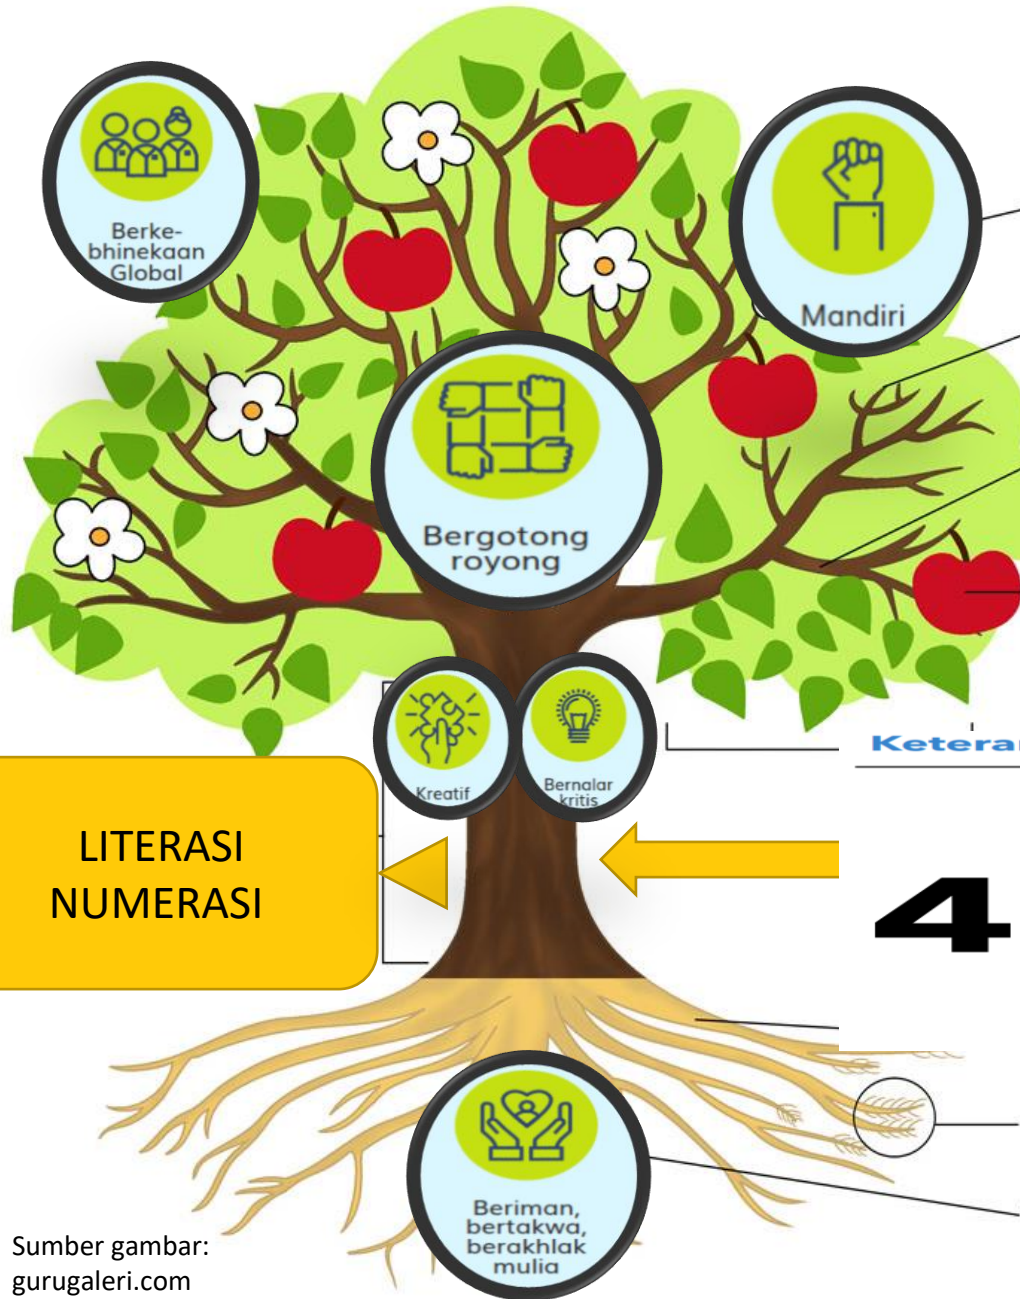 Berke-
bhinekaan
Global
Mandiri
Bergotong
royong
Kreatif
Bernalar
kritis
LITERASI
NUMERASI
4
Beriman,
bertakwa,
berakhlak
mulia
Sumber gambar:
gurugaleri.com